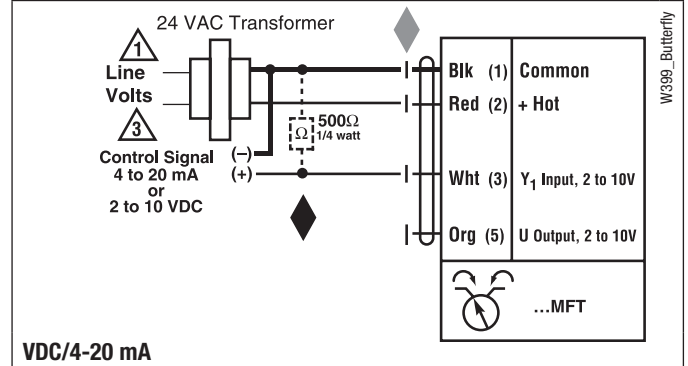 24 VAC Transformer
1
Line
Volts
3
Control Signal
4 to 20 mA
or
2 to 10 VDC
(–)
(+)
Ω
500Ω
1/4 watt
Blk (1) Common
Red (2) + Hot
Wht (3) Y1 Input, 2 to 10V
Org (5) U Output, 2 to 10V
...MFT
W399_Butterfly
VDC/4-20 mA